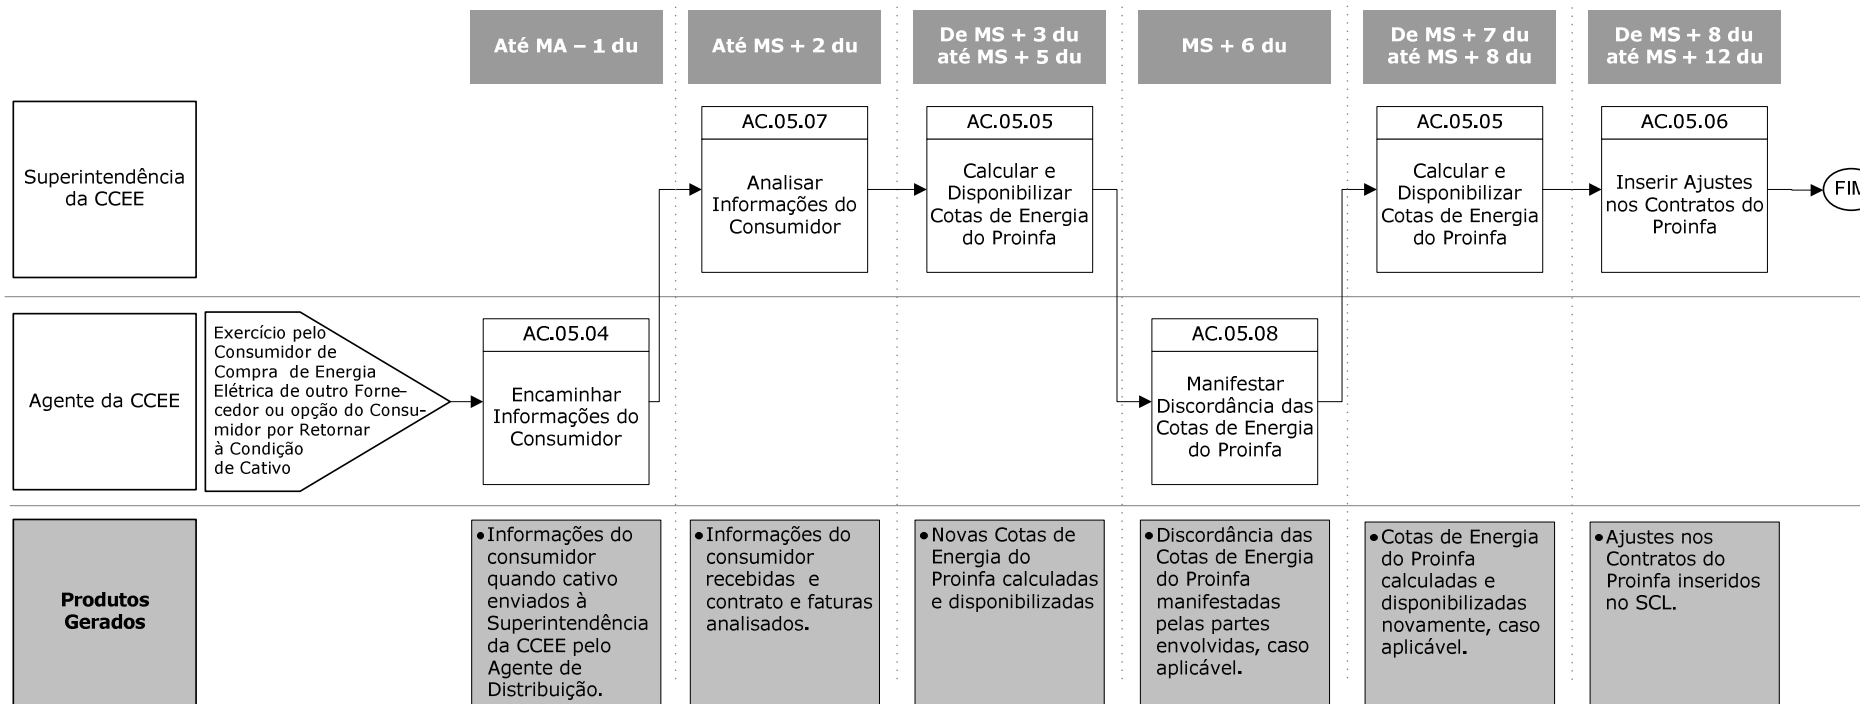 Até MA – 1 du
Até MS + 2 du
De MS + 3 du
até MS + 5 du
MS + 6 du
De MS + 7 du
até MS + 8 du
De MS + 8 du
até MS + 12 du
Superintendência
da CCEE
AC.05.07
Analisar
Informações do
Consumidor
AC.05.05
Calcular e
Disponibilizar
Cotas de Energia
do Proinfa
AC.05.05
Calcular e
Disponibilizar
Cotas de Energia
do Proinfa
AC.05.06
Inserir Ajustes
nos Contratos do
Proinfa
FIM
Agente da CCEE
Exercício pelo
Consumidor de
Compra de Energia
Elétrica de outro Forne–
cedor ou opção do Consu–
midor por Retornar
à Condição
de Cativo
AC.05.04
Encaminhar
Informações do
Consumidor
AC.05.08
Manifestar
Discordância das
Cotas de Energia
do Proinfa
Produtos
Gerados
•Informações do
consumidor
quando cativo
enviados à
Superintendência
da CCEE pelo
Agente de
Distribuição.
•Informações do
consumidor
recebidas e
contrato e faturas
analisados.
•Novas Cotas de
Energia do
Proinfa calculadas
e disponibilizadas
•Discordância das
Cotas de Energia
do Proinfa
manifestadas
pelas partes
envolvidas, caso
aplicável.
•Cotas de Energia
do Proinfa
calculadas e
disponibilizadas
novamente, caso
aplicável.
•Ajustes nos
Contratos do
Proinfa inseridos
no SCL.